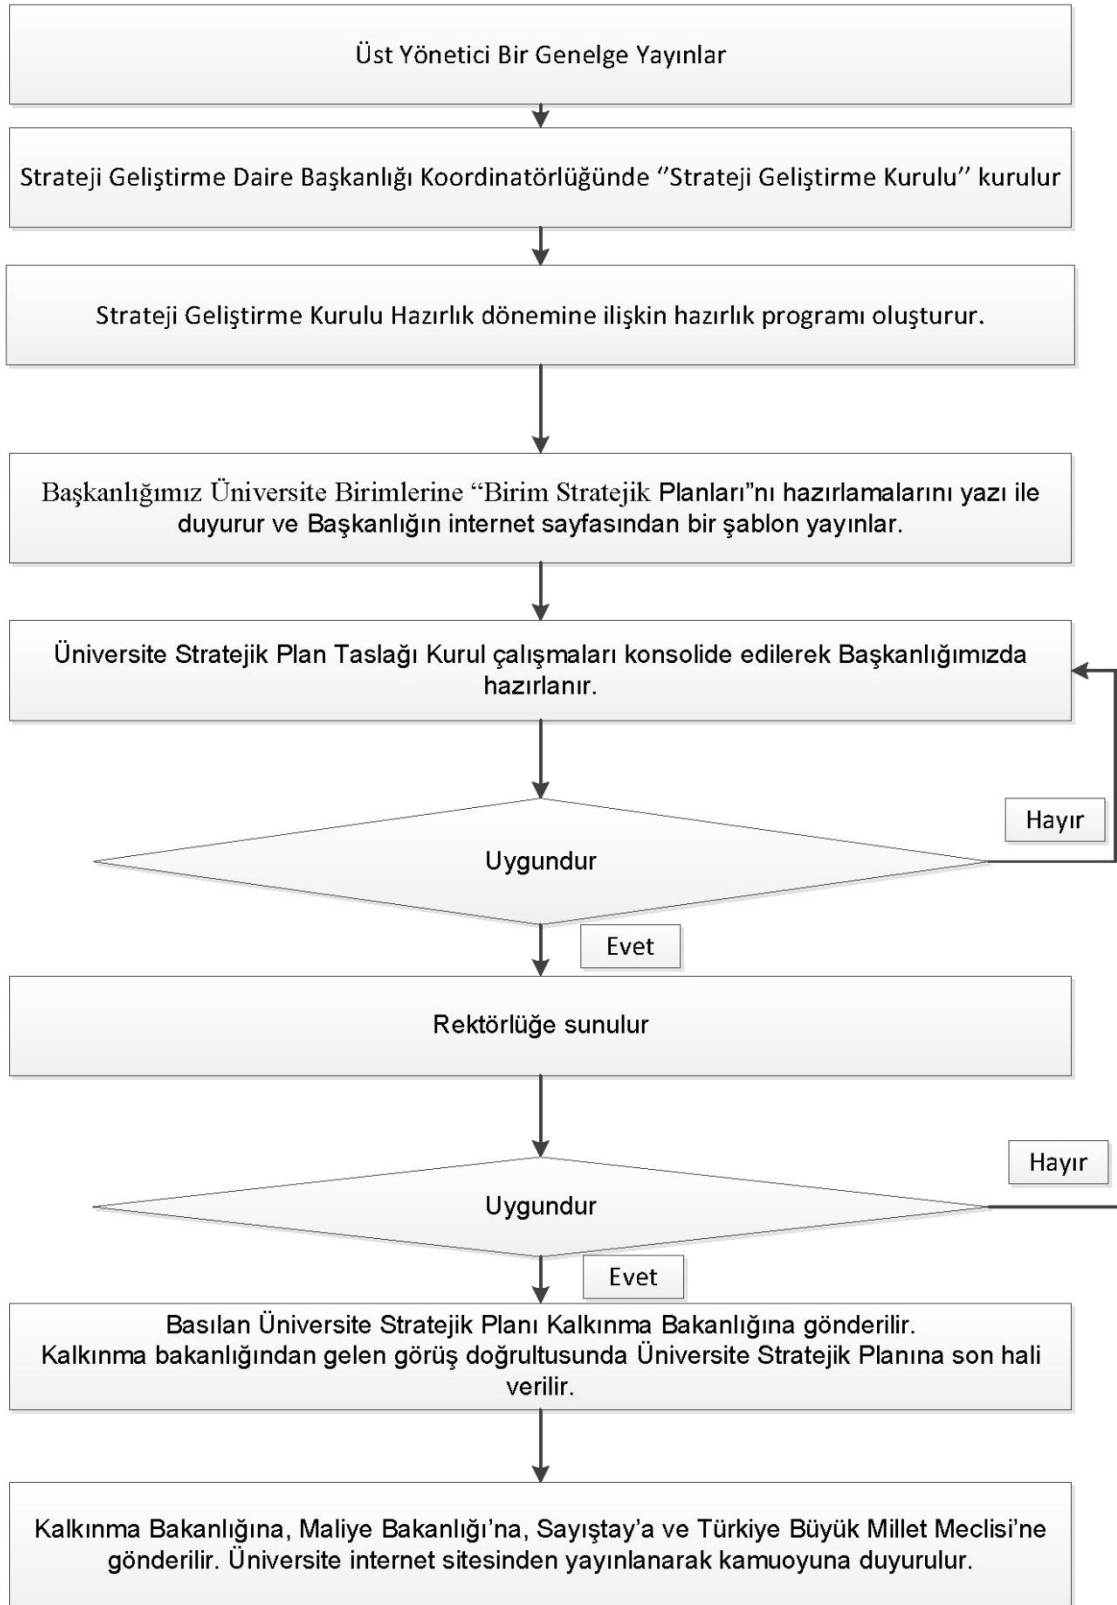 Üst Yönetici Bir Genelge Yayınlar
Strateji Geliştirme Daire Başkanlığı Koordinatörlüğünde ‘’Strateji Geliştirme Kurulu’’ kurulur
Strateji Geliştirme Kurulu Hazırlık dönemine ilişkin hazırlık programı oluşturur.
Başkanlığımız Üniversite Birimlerine “Birim Stratejik Planları”nı hazırlamalarını yazı ile
duyurur ve Başkanlığın internet sayfasından bir şablon yayınlar.
Üniversite Stratejik Plan Taslağı Kurul çalışmaları konsolide edilerek Başkanlığımızda
hazırlanır.
Hayır
Uygundur
Evet
Rektörlüğe sunulur
Hayır
Uygundur
Evet
Basılan Üniversite Stratejik Planı Kalkınma Bakanlığına gönderilir.
Kalkınma bakanlığından gelen görüş doğrultusunda Üniversite Stratejik Planına son hali
verilir.
Kalkınma Bakanlığına, Maliye Bakanlığı’na, Sayıştay’a ve Türkiye Büyük Millet Meclisi’ne
gönderilir. Üniversite internet sitesinden yayınlanarak kamuoyuna duyurulur.